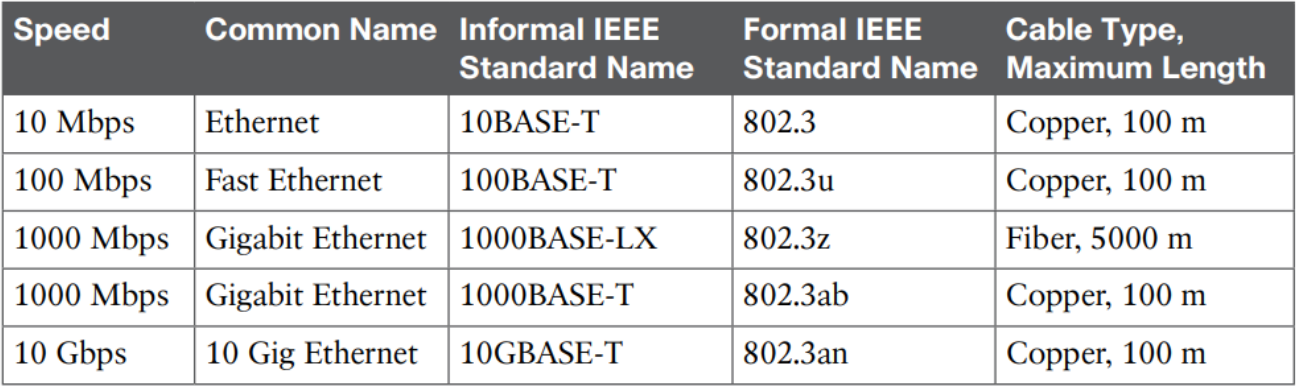 Speed Common Name Informal IEEE Standard Name Formal IEEE Standard Name Cable Type, Maximum Length
10 Mbps Ethernet 10BASE-T 802.3 Copper, 100 m
100 Mbps Fast Ethernet 100BASE-T 802.3u Copper, 100 m
1000 Mbps Gigabit Ethernet 1000BASE-LX 802.3z Fiber, 5000 m
1000 Mbps Gigabit Ethernet 1000BASE-T 802.3ab Copper, 100 m
10 Gbps 10 Gig Ethernet 10GBASE-T 802.3an Copper, 100 m